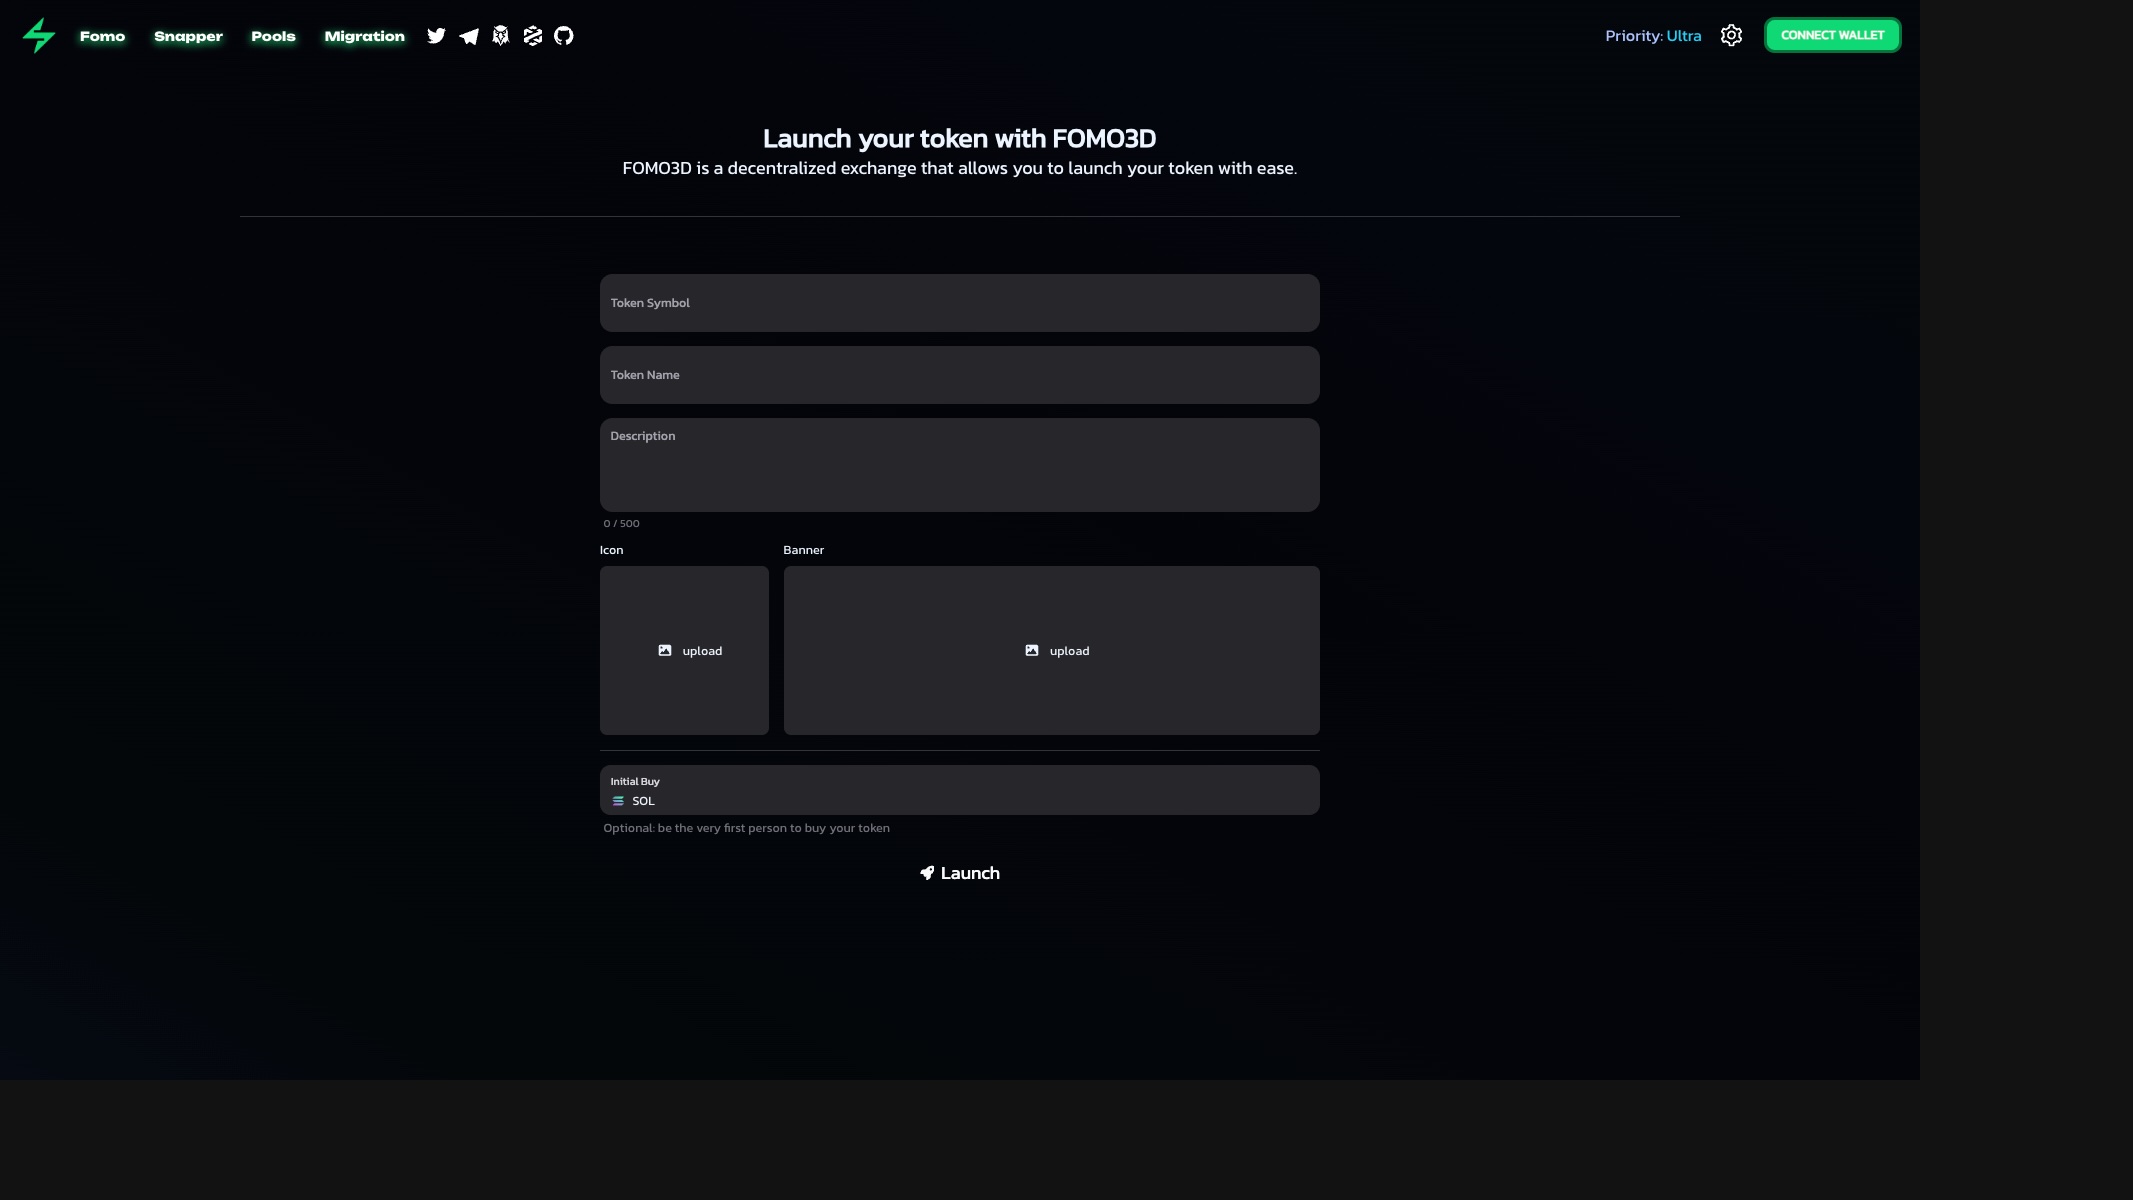 Fomo Snapper Pools Migration Priority: Ultra CONNECT WALLET
Launch your token with FOMO3D
FOMO3D is a decentralized exchange that allows you to launch your token with ease.
Token Symbol
Token Name
Description
0 / 500
Icon Banner
upload upload
Initial Buy
SOL
Optional: be the very first person to buy your token
Launch